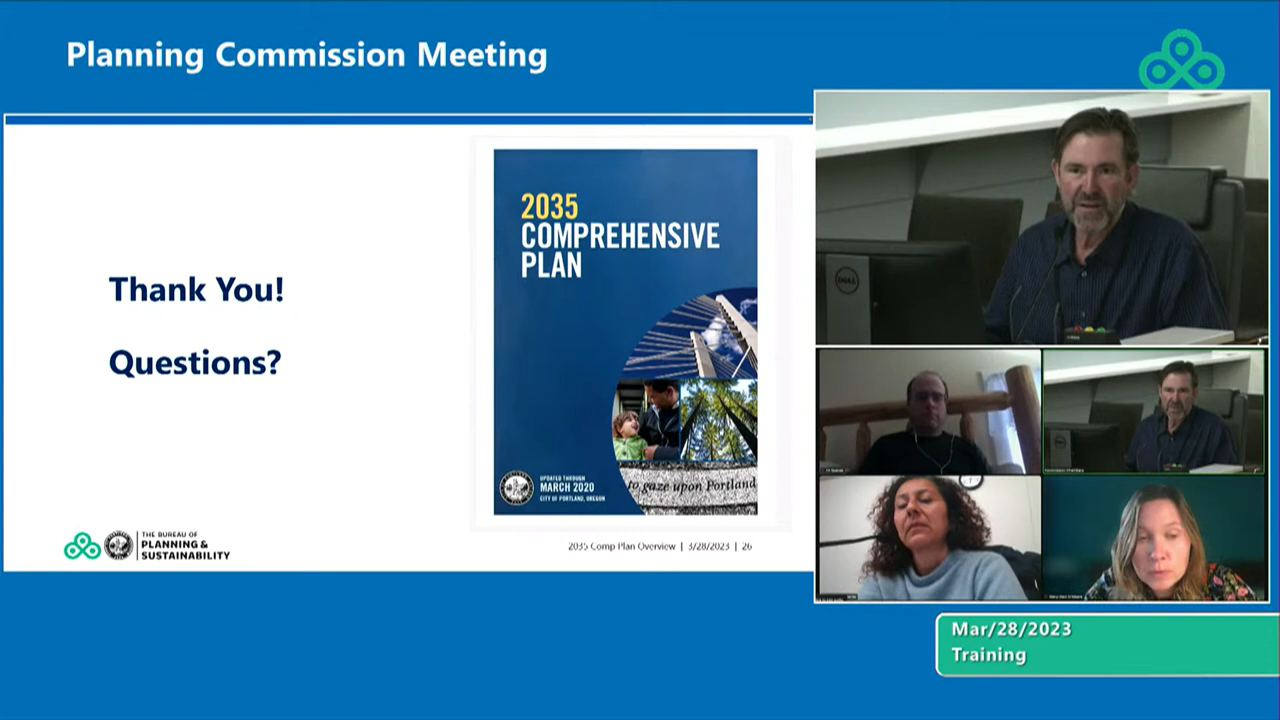 Planning Commission Meeting
2035
COMPREHENSIVE
PLAN
Thank You!
Questions?
UPDATED THROUGH
MARCH 2020
CITY OF PORTLAND, OREGON
to gaze upon Portland
THE BUREAU OF
PLANNING &
SUSTAINABILITY
2035 Comp Plan Overview | 3/28/2023 | 26
DELL
Mar/28/2023
Training